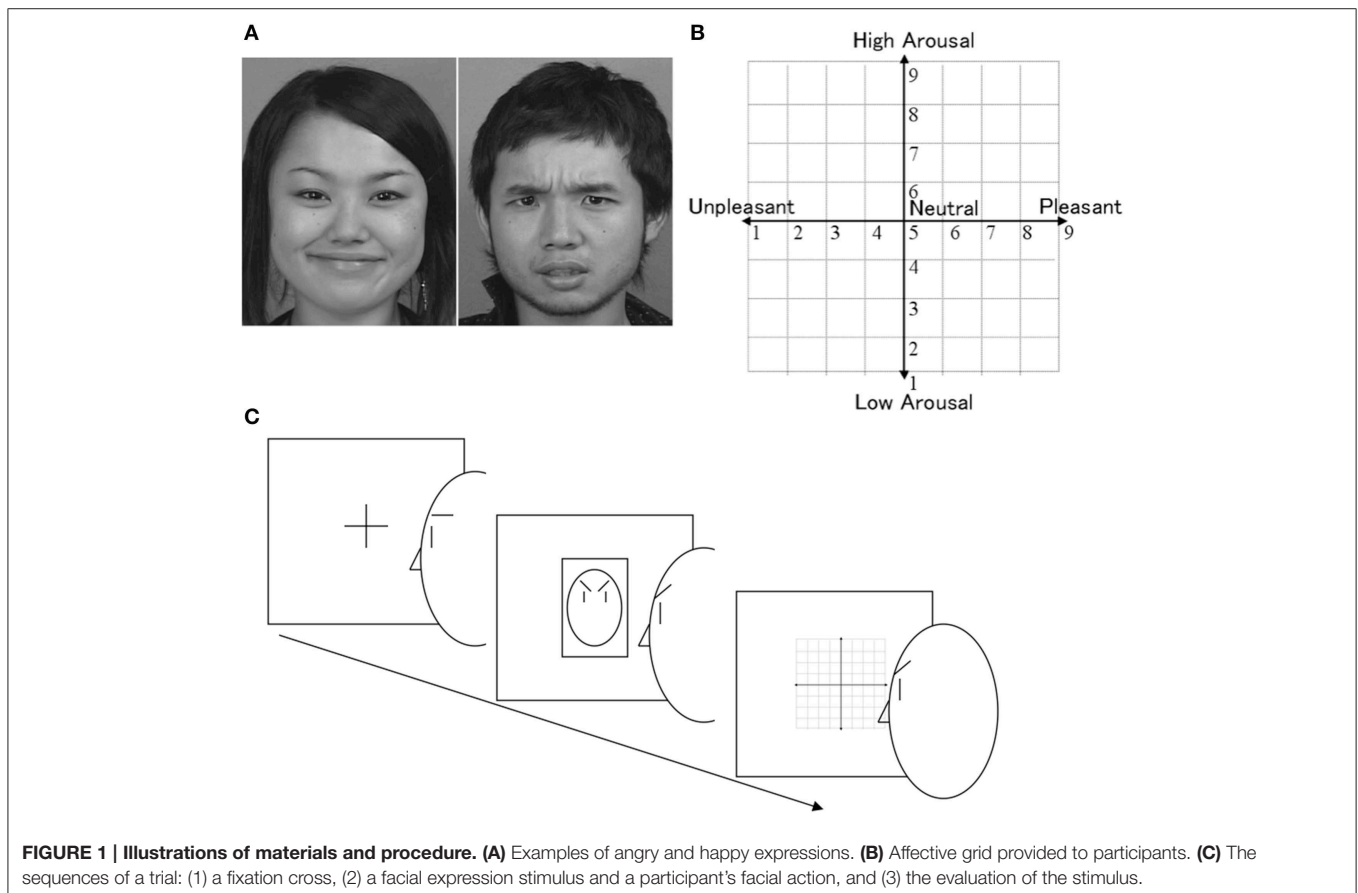 A
B
High Arousal
9
8
7
6
Unpleasant Neutral Pleasant
1 2 3 4 5 6 7 8 9
4
3
2
1
Low Arousal
C
FIGURE 1 | Illustrations of materials and procedure. (A) Examples of angry and happy expressions. (B) Affective grid provided to participants. (C) The
sequences of a trial: (1) a fixation cross, (2) a facial expression stimulus and a participant's facial action, and (3) the evaluation of the stimulus.